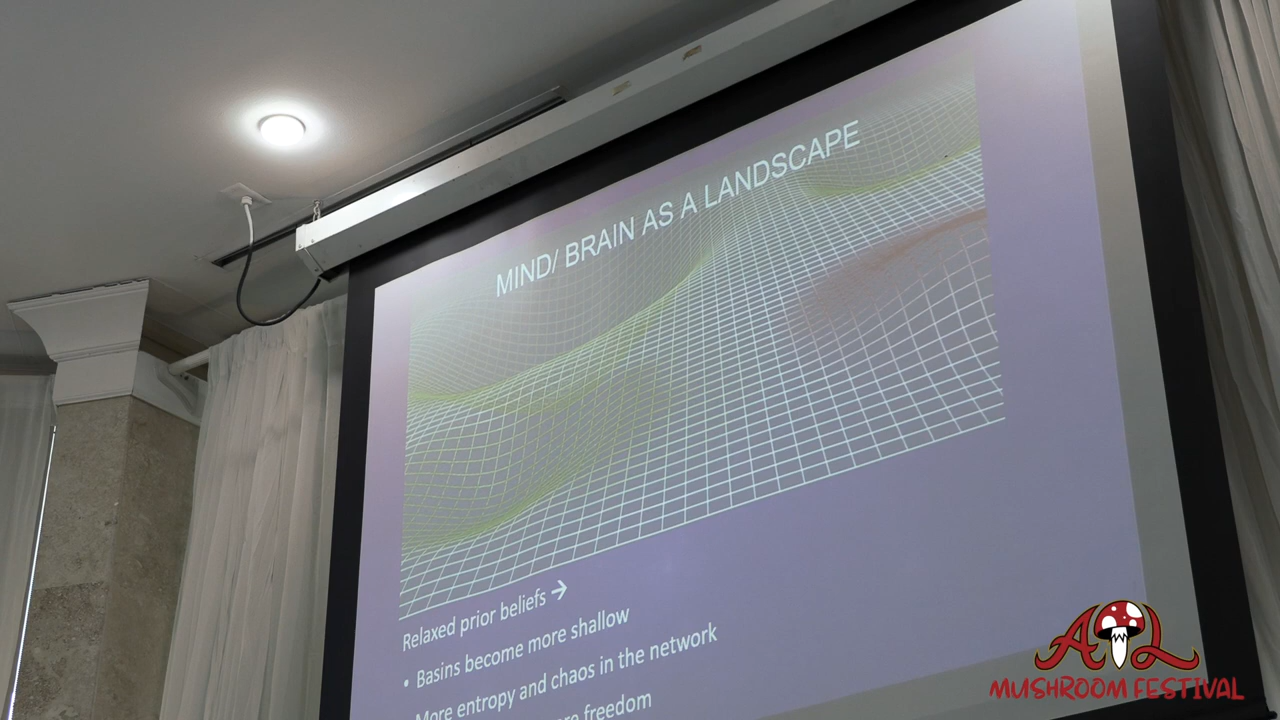 MIND/ BRAIN AS A LANDSCAPE
Relaxed prior beliefs →
• Basins become more shallow
More entropy and chaos in the network
freedom
ATL
MUSHROOM FESTIVAL